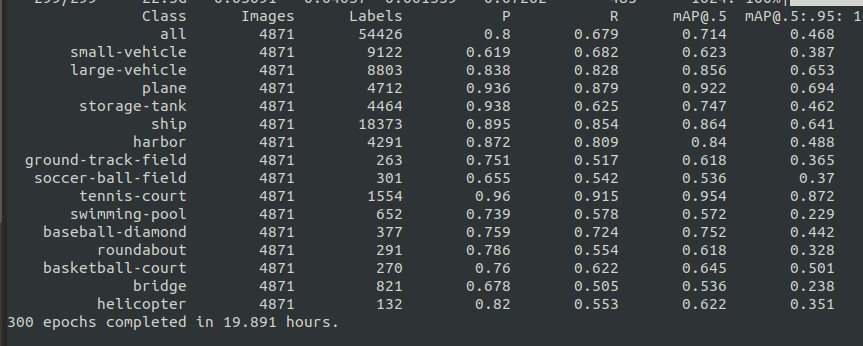 Class Images Labels P R mAP@.5 mAP@.5:.95: 1
all 4871 54426 0.8 0.679 0.714 0.468
small-vehicle 4871 9122 0.619 0.682 0.623 0.387
large-vehicle 4871 8803 0.838 0.828 0.856 0.653
plane 4871 4712 0.936 0.879 0.922 0.694
storage-tank 4871 4464 0.938 0.625 0.747 0.462
ship 4871 18373 0.895 0.854 0.864 0.641
harbor 4871 4291 0.872 0.809 0.84 0.488
ground-track-field 4871 263 0.751 0.517 0.618 0.365
soccer-ball-field 4871 301 0.655 0.542 0.536 0.37
tennis-court 4871 1554 0.96 0.915 0.954 0.872
swimming-pool 4871 652 0.739 0.578 0.572 0.229
baseball-diamond 4871 377 0.759 0.724 0.752 0.442
roundabout 4871 291 0.786 0.554 0.618 0.328
basketball-court 4871 270 0.76 0.622 0.645 0.501
bridge 4871 821 0.678 0.505 0.536 0.238
helicopter 4871 132 0.82 0.553 0.622 0.351
300 epochs completed in 19.891 hours.